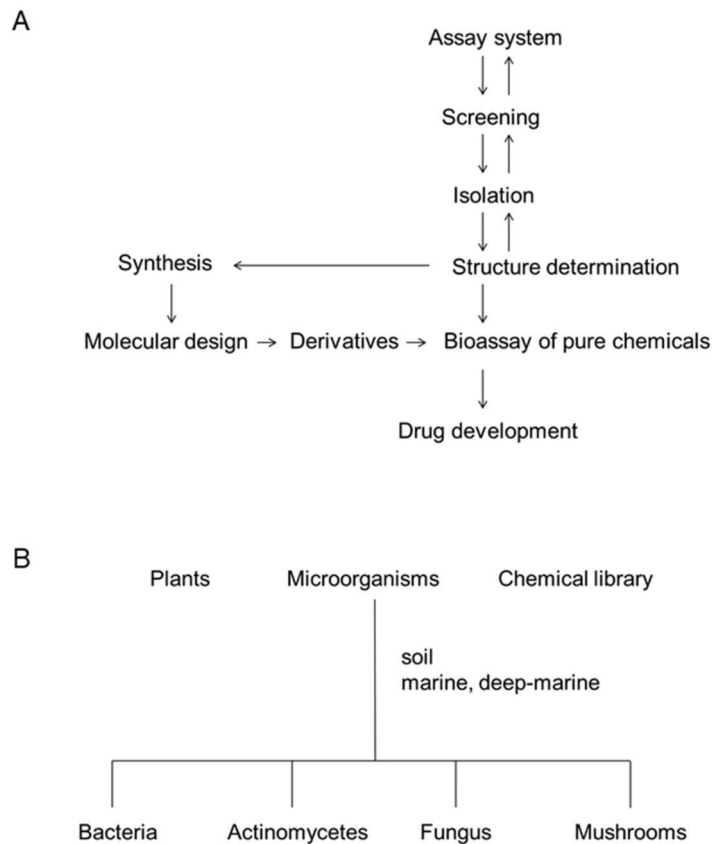 A
Assay system
Screening
Isolation
Synthesis
Structure determination
Molecular design
Derivatives
Bioassay of pure chemicals
Drug development
B
Plants
Microorganisms
Chemical library
soil
marine, deep-marine
Bacteria
Actinomycetes
Fungus
Mushrooms